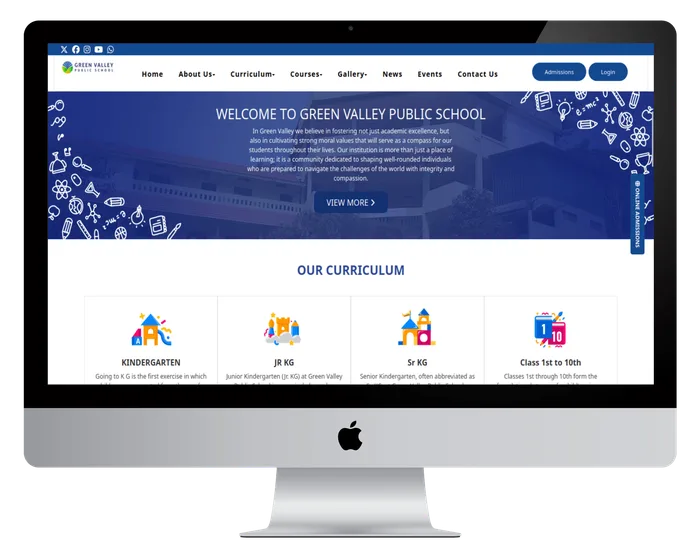 GREEN VALLEY
PUBLIC SCHOOL
Home About Us Curriculum Courses Gallery News Events Contact Us
Admissions Login
WELCOME TO GREEN VALLEY PUBLIC SCHOOL
In Green Valley we believe in fostering not just academic excellence, but
also in cultivating strong moral values that will serve as a compass for our
students throughout their lives. Our institution is more than just a place of
learning; it is a community dedicated to shaping well-rounded individuals
who are prepared to navigate the challenges of the world with integrity and
compassion.
VIEW MORE
ONLINE ADMISSIONS
OUR CURRICULUM
A
1 10
KINDERGARTEN
JR KG
Sr KG
Class 1st to 10th
Going to K G is the first exercise in which
Junior Kindergarten (Jr. KG) at Green Valley
Senior Kindergarten, often abbreviated as
Classes 1st through 10th form the